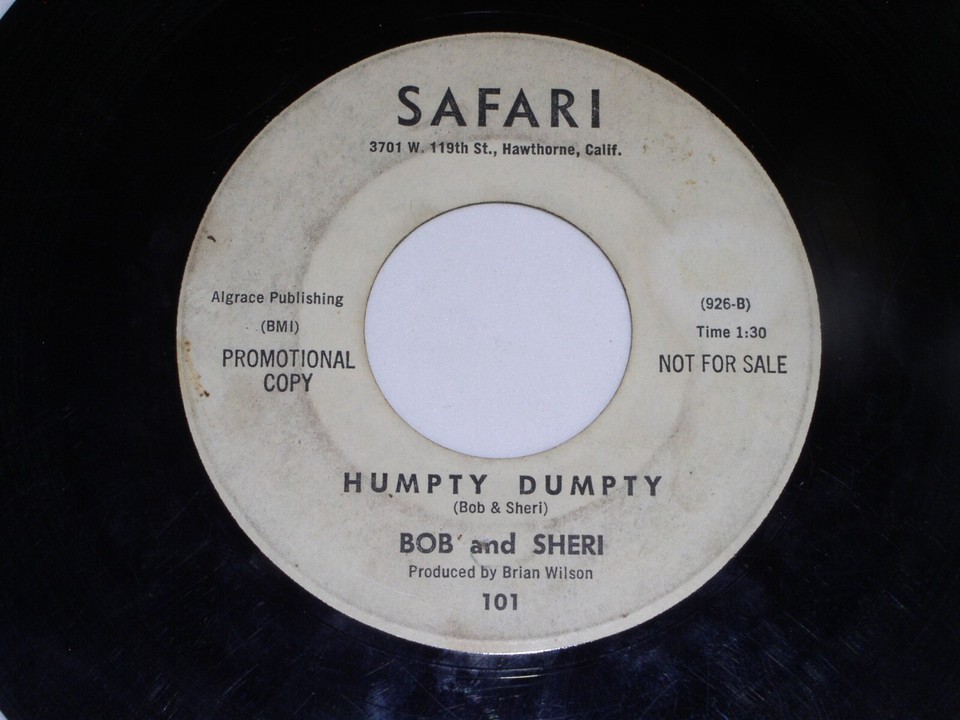 SAFARI
3701 W. 119th St., Hawthorne, Calif.
Algrace Publishing
(BMI)
PROMOTIONAL
COPY
(926-B)
Time 1:30
NOT FOR SALE
HUMPTY DUMPTY
(Bob & Sheri)
BOB and SHERI
Produced by Brian Wilson
101